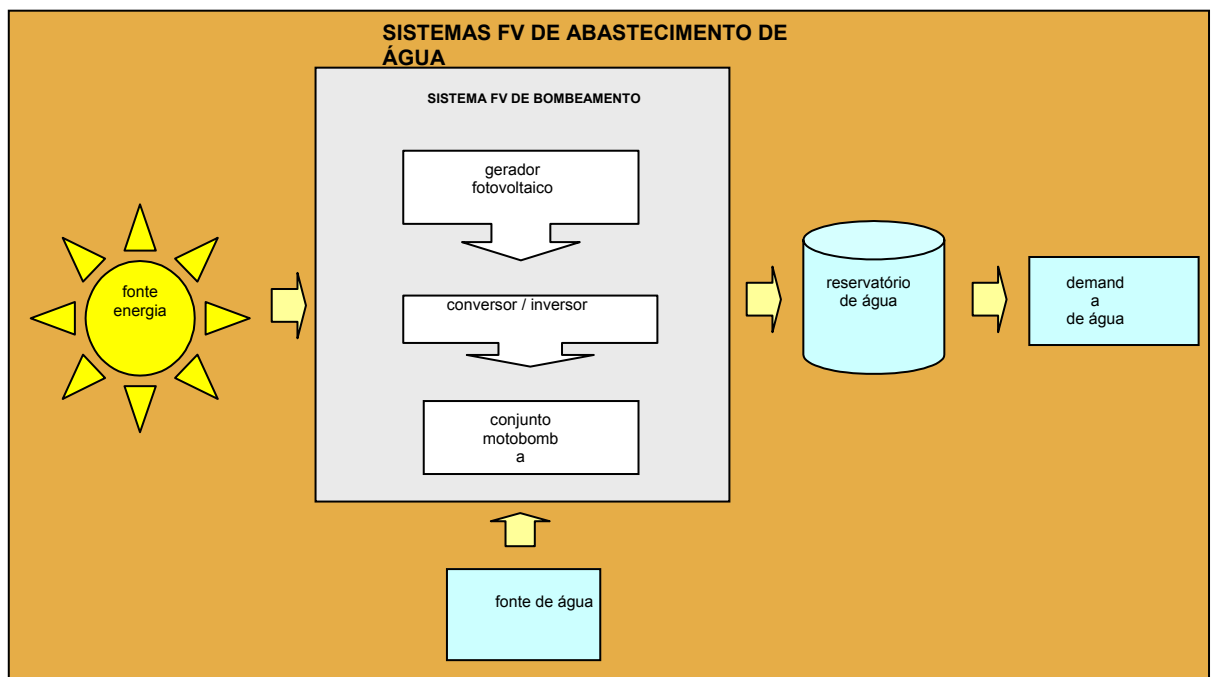 SISTEMAS FV DE ABASTECIMENTO DE
ÁGUA
SISTEMA FV DE BOMBEAMENTO
gerador
fotovoltaico
fonte
energia
conversor / inversor
reservatório
de água
demand
a
de água
conjunto
motobomb
a
fonte de água